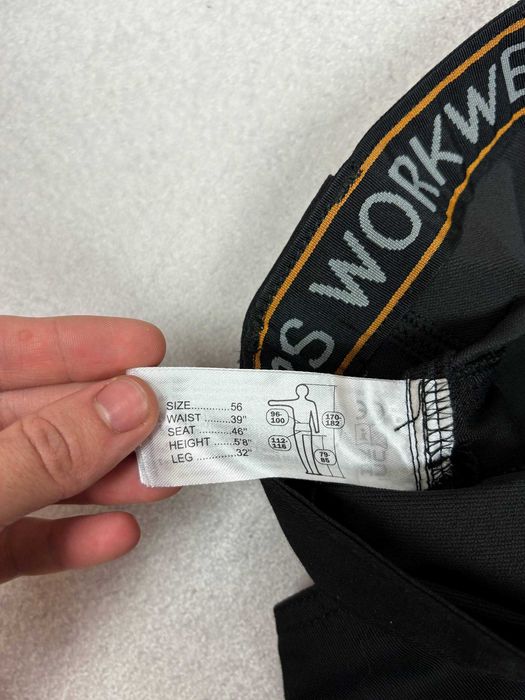 S WORKWE
SIZE.............56
WAIST............39"
SEAT.............46"
HEIGHT.........5'8"
LEG ..............32"
96-
100
170-
182
112-
116
79-
85